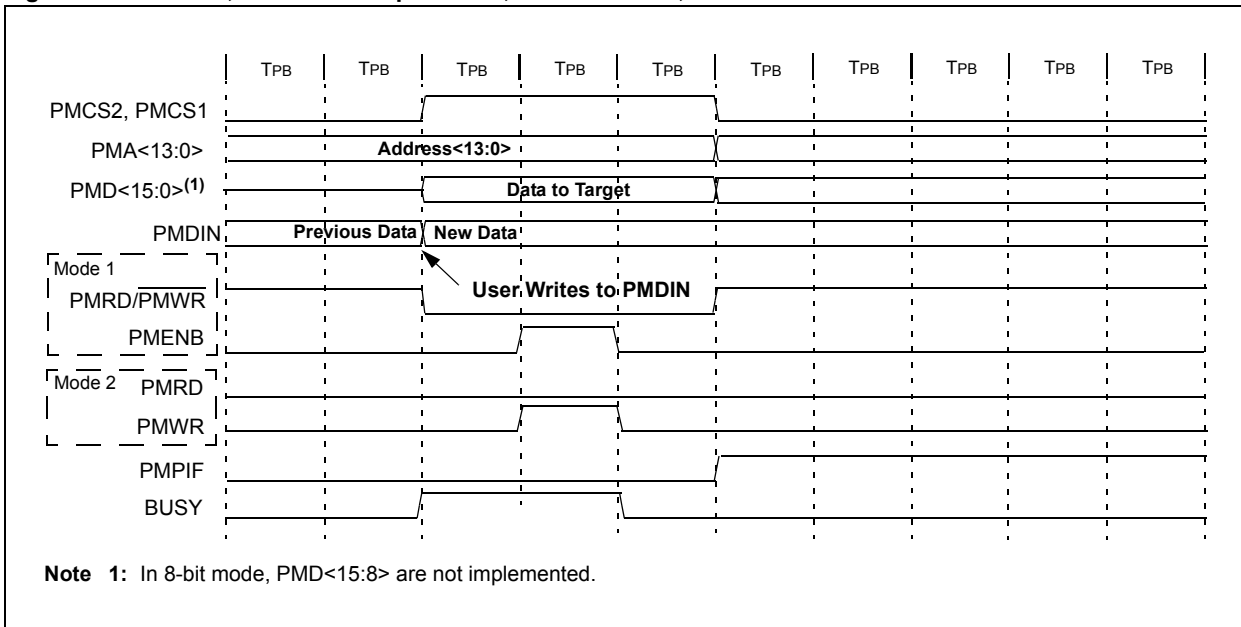 TPB TPB TPB TPB TPB TPB TPB TPB TPB TPB
PMCS2, PMCS1
PMA<13:0> Address<13:0>
PMD<15:0>(1) Data to Target
PMDIN Previous Data New Data
Mode 1
User Writes to PMDIN
PMRD/PMWR
PMENB
Mode 2 PMRD
PMWR
PMPIF
BUSY
Note 1: In 8-bit mode, PMD<15:8> are not implemented.